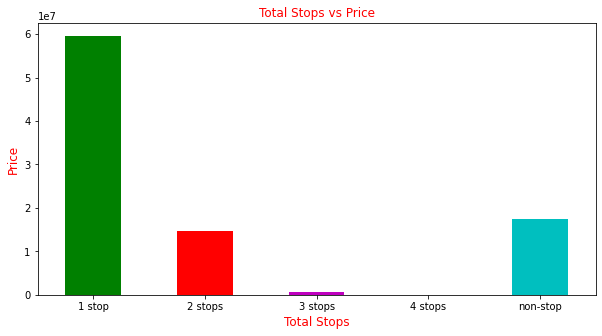 Total Stops vs Price
1e7
6
5
4
3
2
1
0
Price
1 stop 2 stops 3 stops 4 stops non-stop
Total Stops